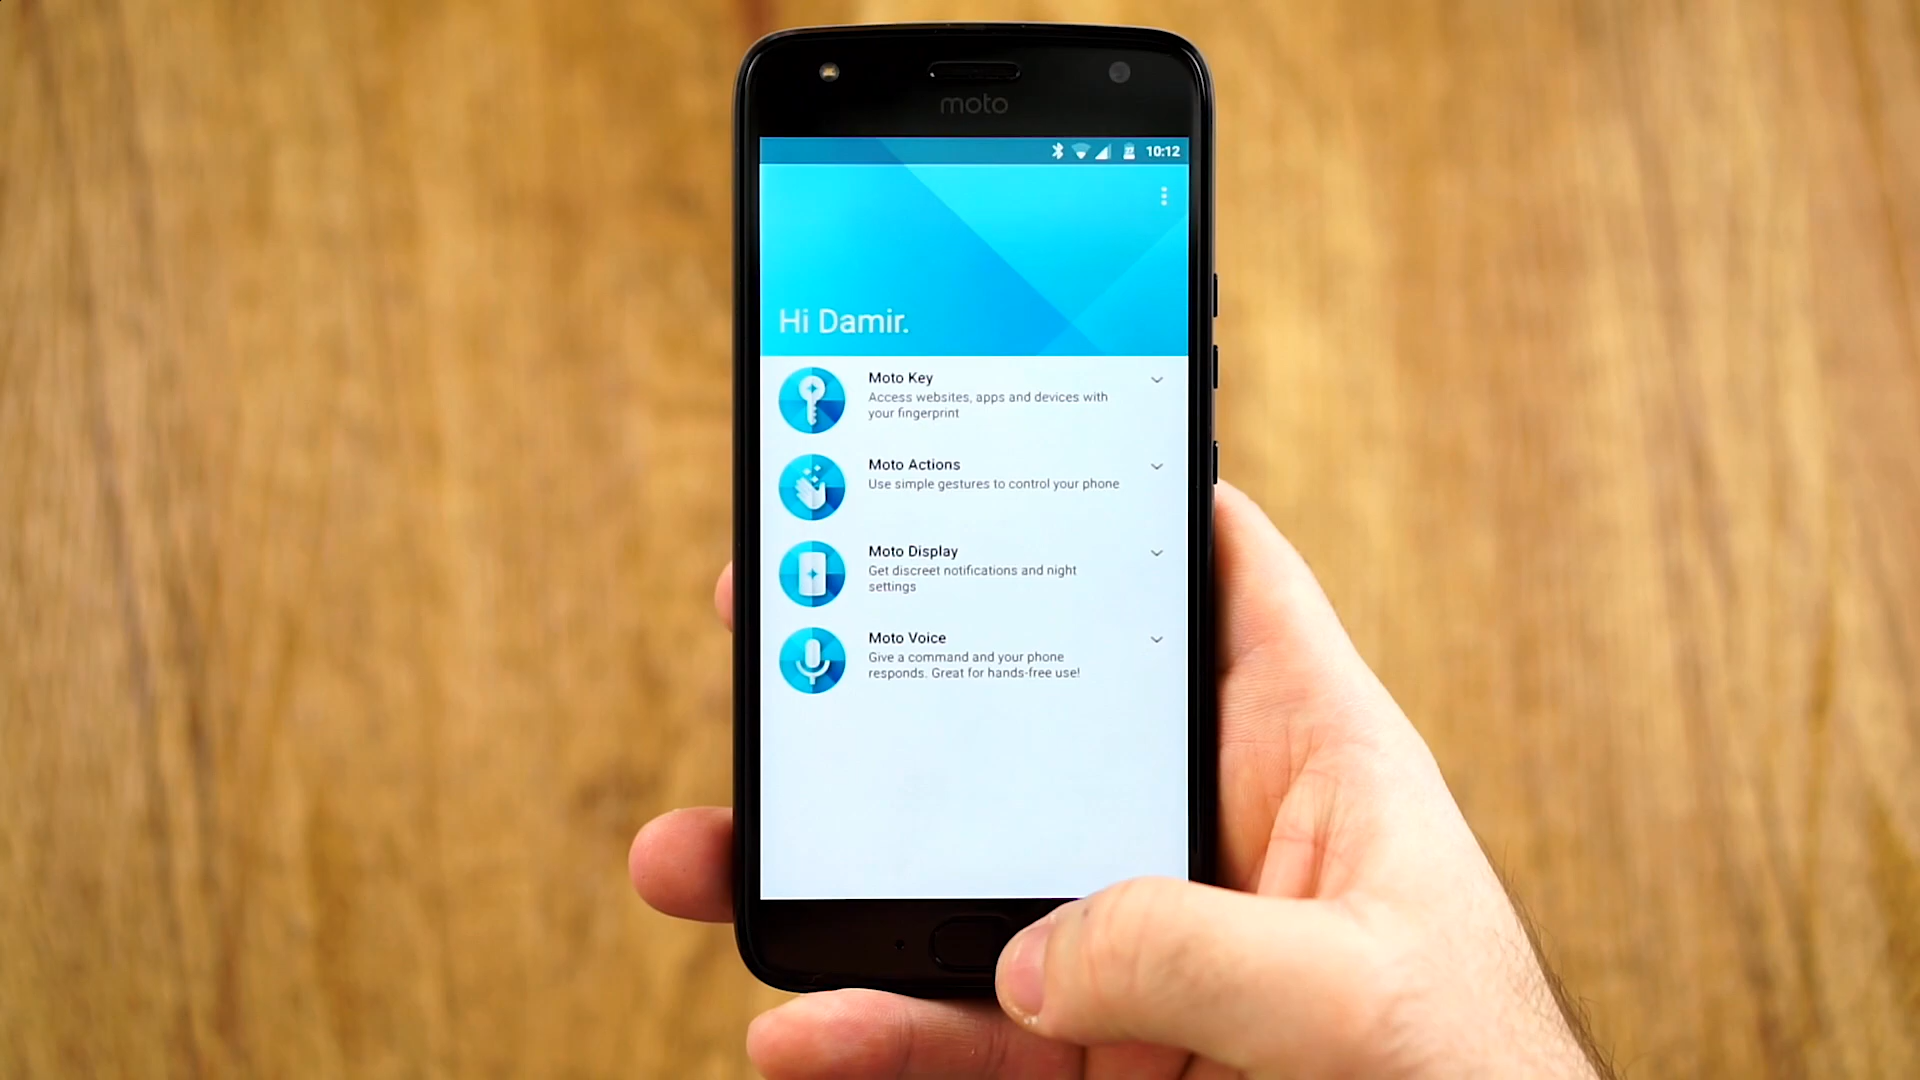 moto
10:12
Hi Damir.
Moto Key
Access websites, apps and devices with
your fingerprint
Moto Actions
Use simple gestures to control your phone
Moto Display
Get discreet notifications and night
settings
Moto Voice
Give a command and your phone
responds. Great for hands-free use!